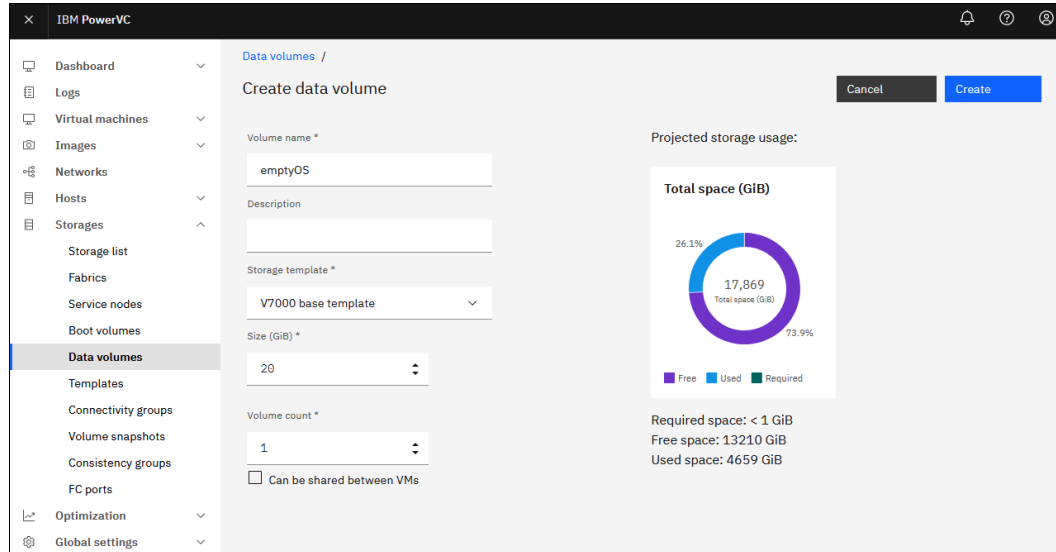 IBM PowerVC
Dashboard
Logs
Virtual machines
Images
Networks
Hosts
Storages
Storage list
Fabrics
Service nodes
Boot volumes
Data volumes
Templates
Connectivity groups
Volume snapshots
Consistency groups
FC ports
Optimization
Global settings
Data volumes /
Create data volume
Cancel
Create
Volume name *
emptyOS
Description
Storage template *
V7000 base template
Size (GiB) *
20
Volume count *
1
Can be shared between VMs
Projected storage usage:
Total space (GiB)
26.1%
17,869
Total space (GiB)
73.9%
Free Used Required
Required space: < 1 GiB
Free space: 13210 GiB
Used space: 4659 GiB